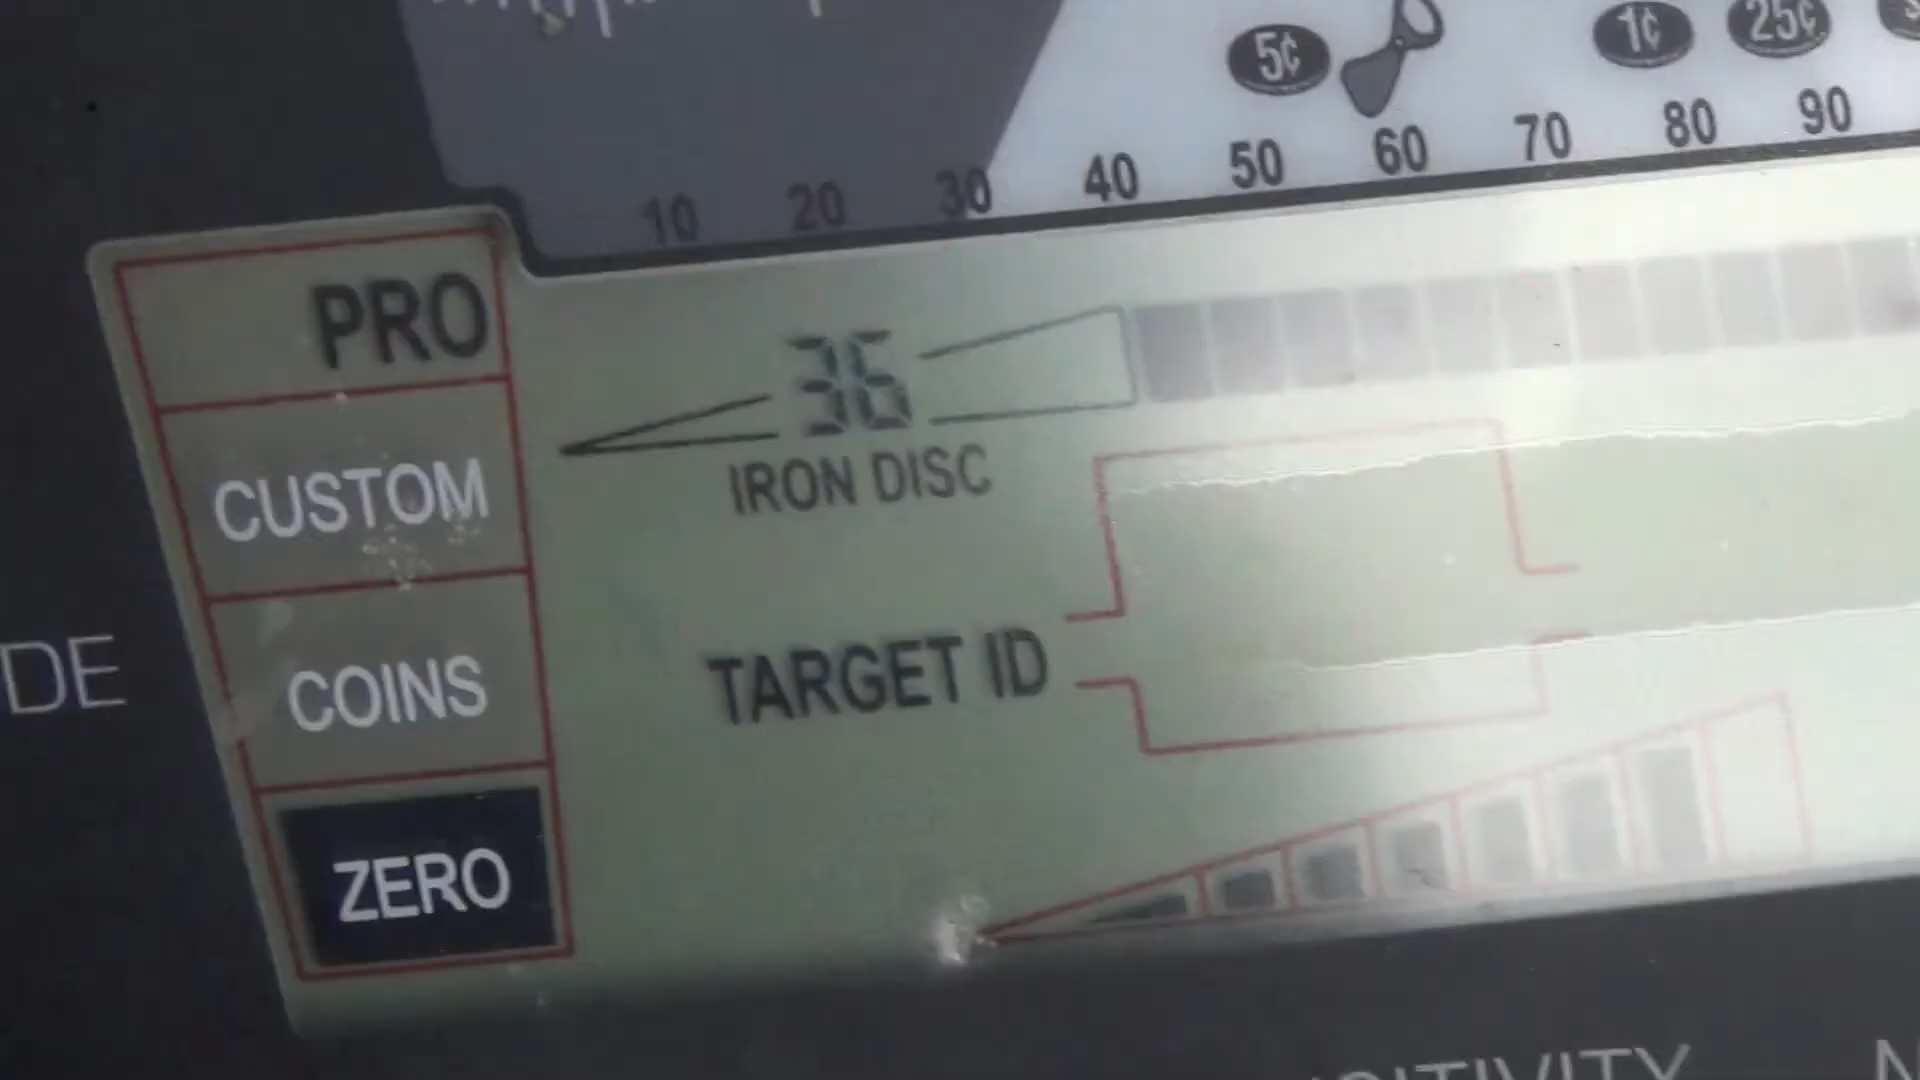 5¢ 1¢ 25¢
10 20 30 40 50 60 70 80 90
PRO
36
IRON DISC
CUSTOM
TARGET ID
COINS
DE
ZERO
SITIVITY